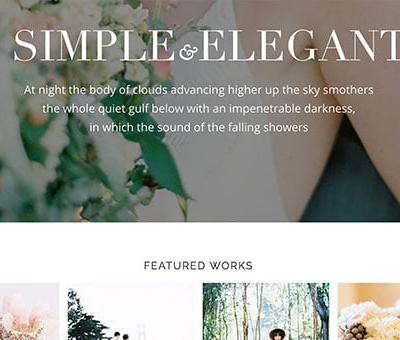 SIMPLE & ELEGANT
At night the body of clouds advancing higher up the sky smothers
the whole quiet gulf below with an impenetrable darkness,
in which the sound of the falling showers
FEATURED WORKS